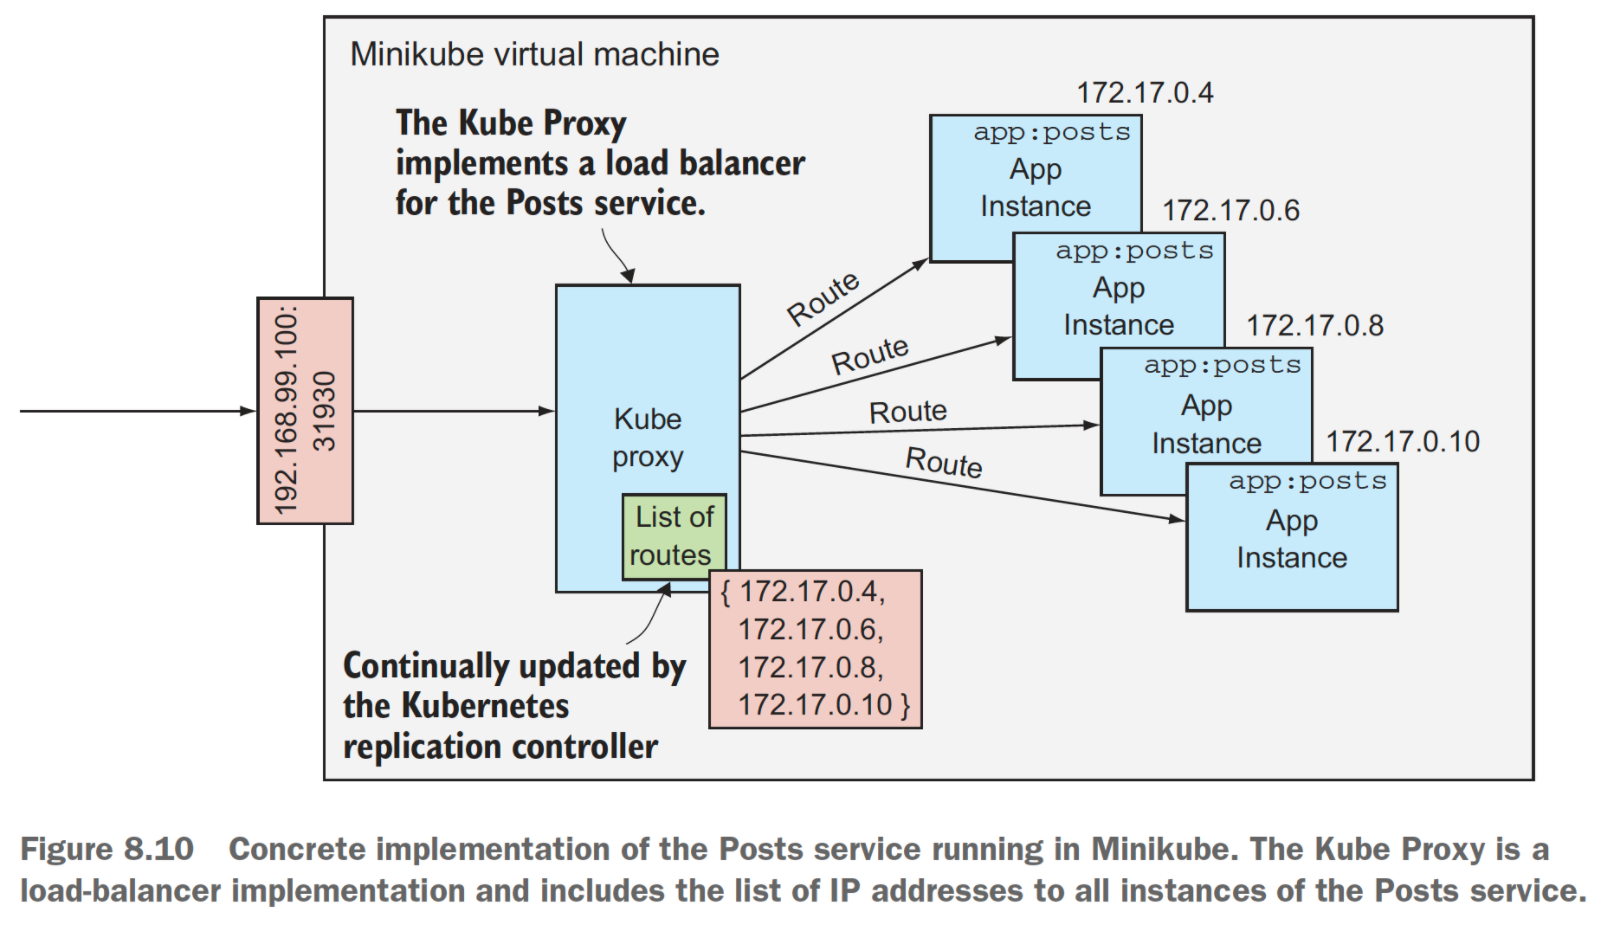 Minikube virtual machine
The Kube Proxy
implements a load balancer
for the Posts service.
192.168.99.100:
31930
Kube
proxy
List of
routes
{ 172.17.0.4,
172.17.0.6,
172.17.0.8,
172.17.0.10 }
Continually updated by
the Kubernetes
replication controller
Route
Route
Route
Route
172.17.0.4
app:posts
App
Instance
172.17.0.6
app:posts
App
Instance
172.17.0.8
app:posts
App
Instance
172.17.0.10
app:posts
App
Instance
Figure 8.10 Concrete implementation of the Posts service running in Minikube. The Kube Proxy is a
load-balancer implementation and includes the list of IP addresses to all instances of the Posts service.